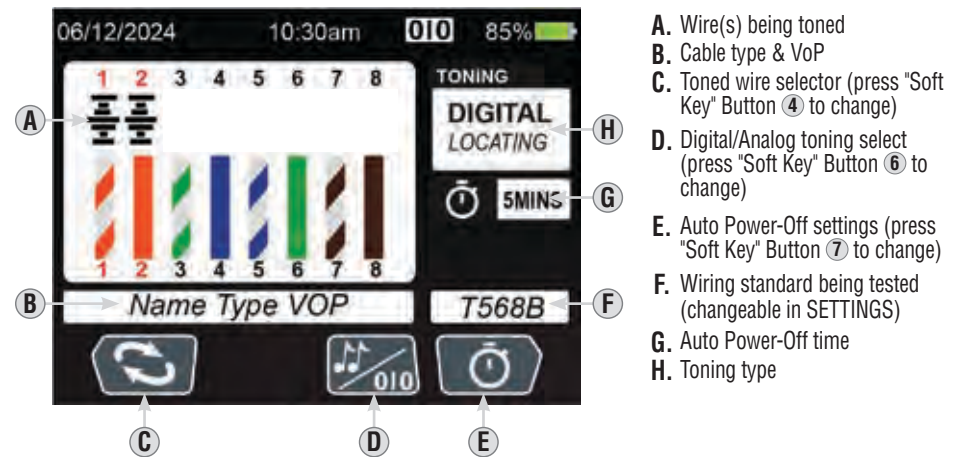 06/12/2024 10:30am 010 85%
1 2 3 4 5 6 7 8
TONING
DIGITAL
LOCATING
5MINS
1 2 3 4 5 6 7 8
Name Type VOP
T568B
010
A
B
C
D
E
F
G
H
A. Wire(s) being toned
B. Cable type & VoP
C. Toned wire selector (press "Soft
Key" Button 4 to change)
D. Digital/Analog toning select
(press "Soft Key" Button 6 to
change)
E. Auto Power-Off settings (press
"Soft Key" Button 7 to change)
F. Wiring standard being tested
(changeable in SETTINGS)
G. Auto Power-Off time
H. Toning type